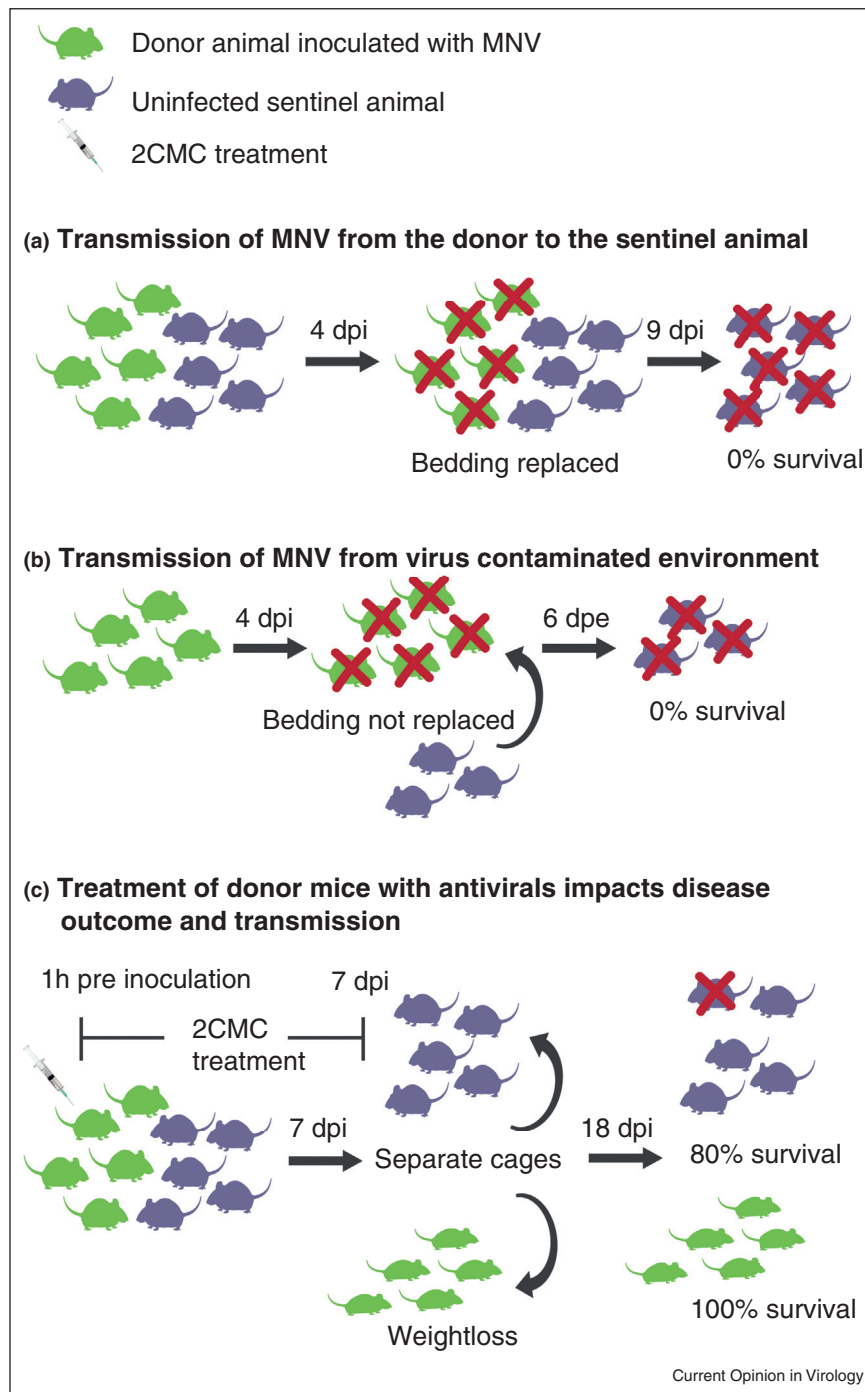 Donor animal inoculated with MNV
Uninfected sentinel animal
2CMC treatment
(a) Transmission of MNV from the donor to the sentinel animal
4 dpi
9 dpi
Bedding replaced
0% survival
(b) Transmission of MNV from virus contaminated environment
4 dpi
6 dpe
Bedding not replaced
0% survival
(c) Treatment of donor mice with antivirals impacts disease
outcome and transmission
1h pre inoculation
7 dpi
2CMC
treatment
7 dpi
Separate cages
18 dpi
80% survival
100% survival
Weightloss
Current Opinion in Virology